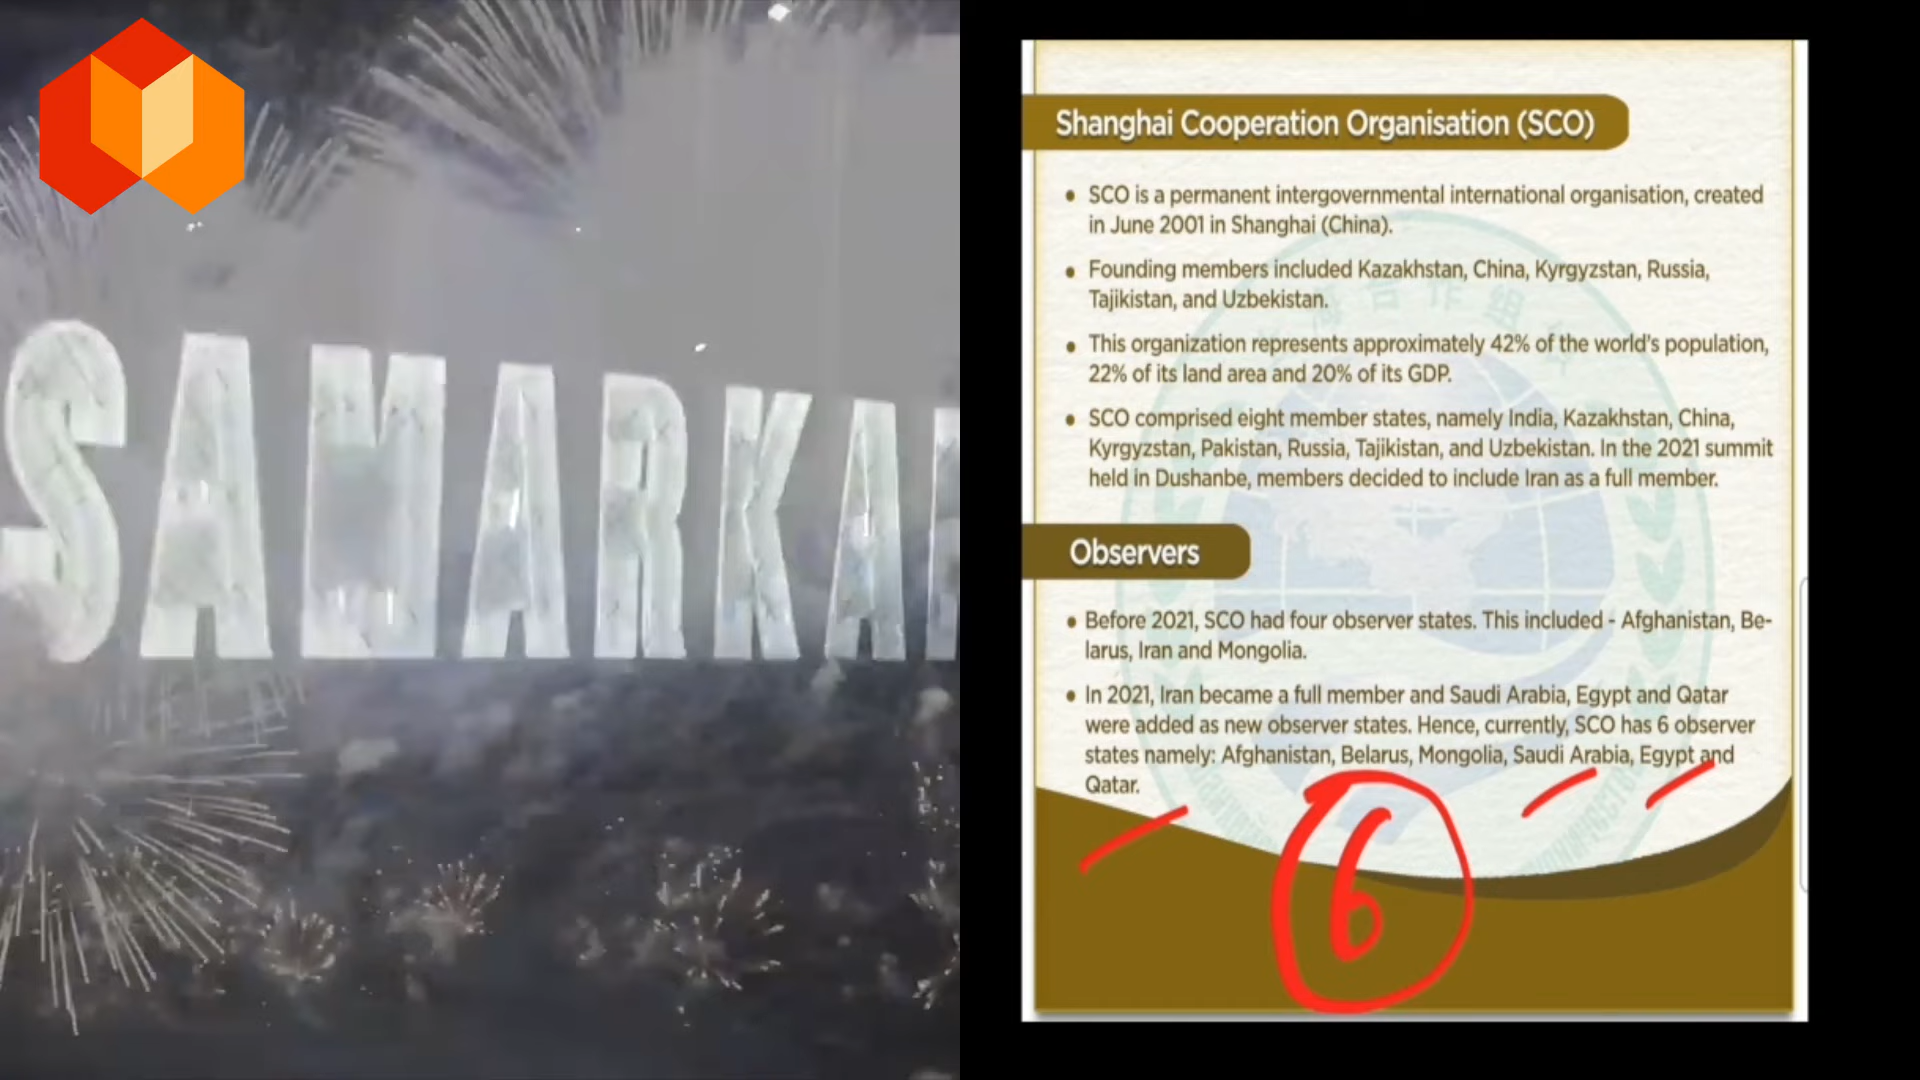 SAMARKAN
Shanghai Cooperation Organisation (SCO)
• SCO is a permanent intergovernmental international organisation, created
in June 2001 in Shanghai (China).
• Founding members included Kazakhstan, China, Kyrgyzstan, Russia,
Tajikistan, and Uzbekistan.
• This organization represents approximately 42% of the world's population,
22% of its land area and 20% of its GDP.
• SCO comprised eight member states, namely India, Kazakhstan, China,
Kyrgyzstan, Pakistan, Russia, Tajikistan, and Uzbekistan. In the 2021 summit
held in Dushanbe, members decided to include Iran as a full member.
Observers
• Before 2021, SCO had four observer states. This included - Afghanistan, Be-
larus, Iran and Mongolia.
• In 2021, Iran became a full member and Saudi Arabia, Egypt and Qatar
were added as new observer states. Hence, currently, SCO has 6 observer
states namely: Afghanistan, Belarus, Mongolia, Saudi Arabia, Egypt and
Qatar.
6